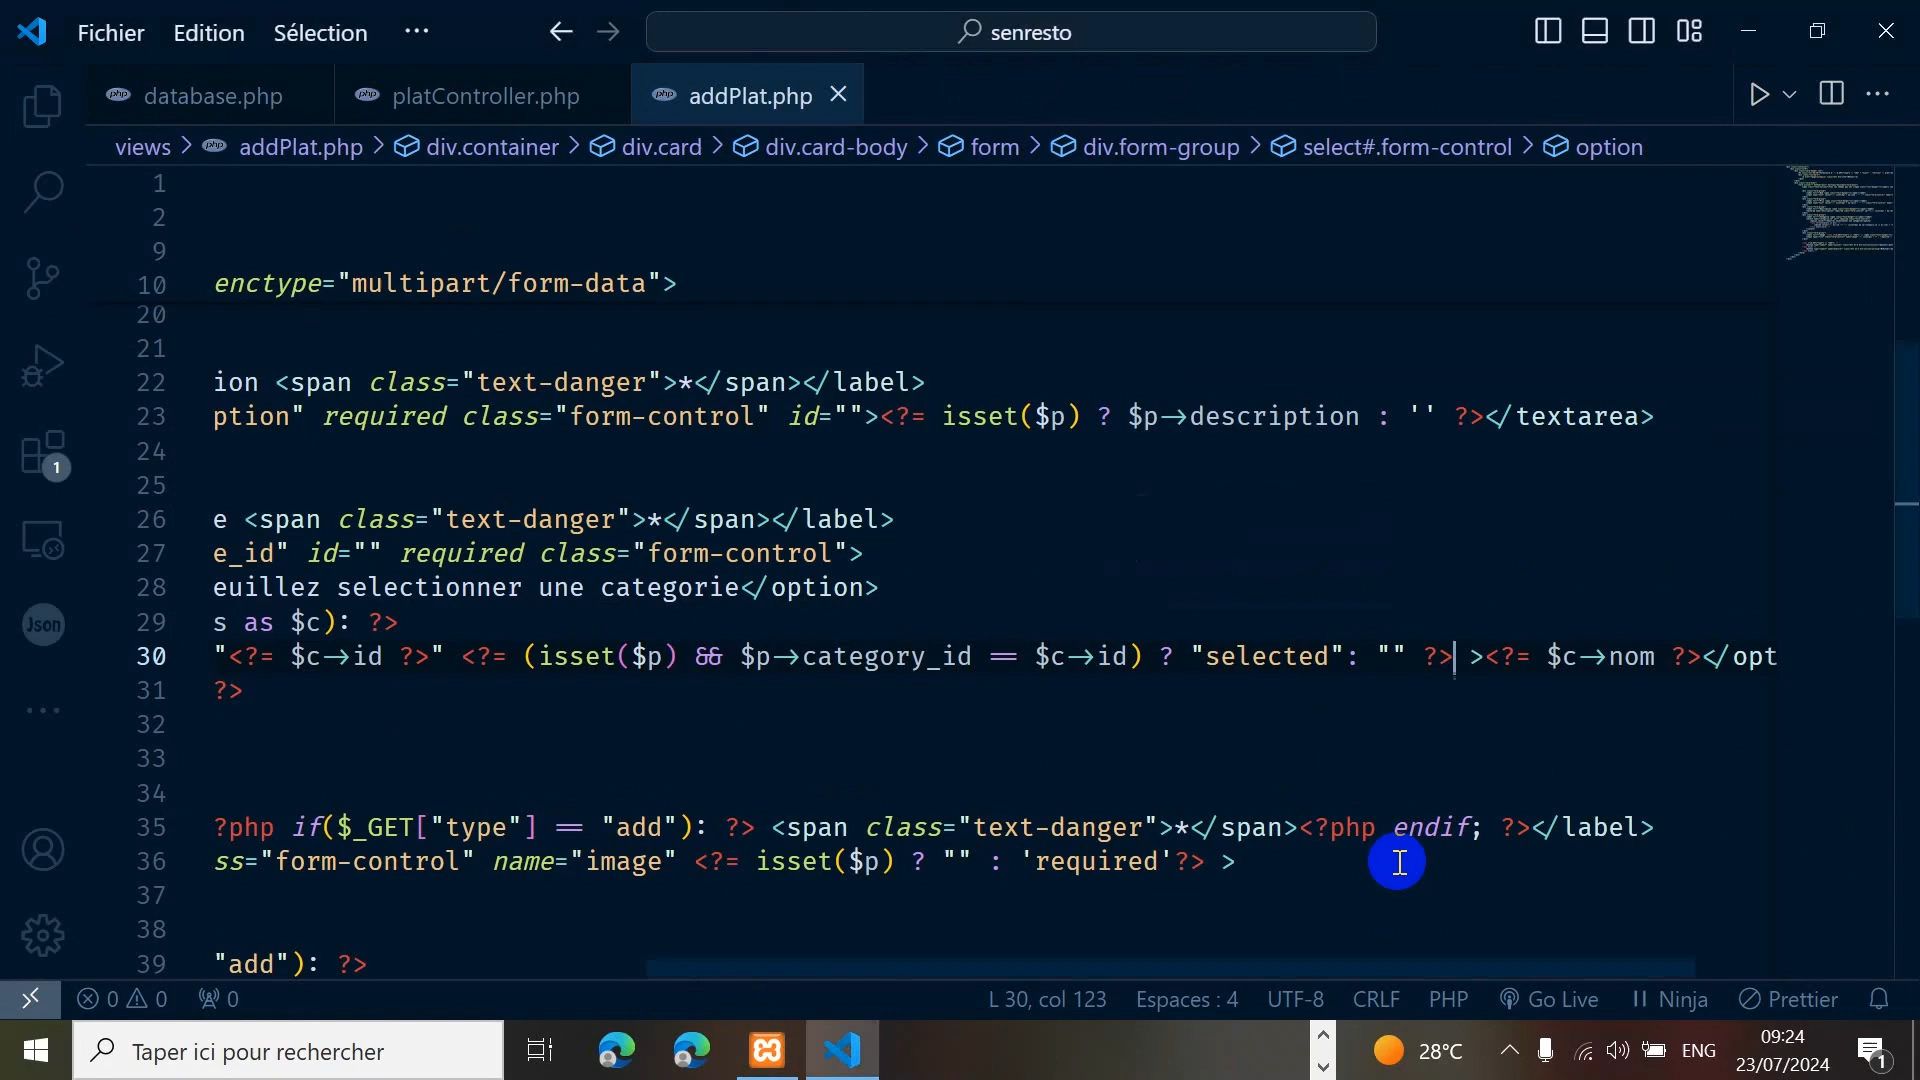 Fichier Edition Sélection ··· senresto
database.php platController.php addPlat.php
views > addPlat.php > div.container > div.card > div.card-body > form > div.form-group > select#.form-control > option
1
2
9
10 enctype="multipart/form-data">
20
21
22 ion <span class="text-danger">*</span></label>
23 ption" required class="form-control" id=""><?= isset($p) ? $p->description : '' ?></textarea>
24
25
26 e <span class="text-danger">*</span></label>
27 e_id" id="" required class="form-control">
28 euillez selectionner une categorie</option>
29 s as $c): ?>
30 "<?= $c->id ?>" <?= (isset($p) && $p->category_id == $c->id) ? "selected": "" ?> ><?= $c->nom ?></opt
31 ?>
32
33
34
35 ?php if($_GET["type"] == "add"): ?> <span class="text-danger">*</span><?php endif; ?></label>
36 ss="form-control" name="image" <?= isset($p) ? "" : 'required'?> >
37
38
39 "add"): ?>
1
Json
0 0 0 L 30, col 123 Espaces : 4 UTF-8 CRLF PHP Go Live Ninja Prettier
Taper ici pour rechercher 28°C ENG 09:24
23/07/2024 1